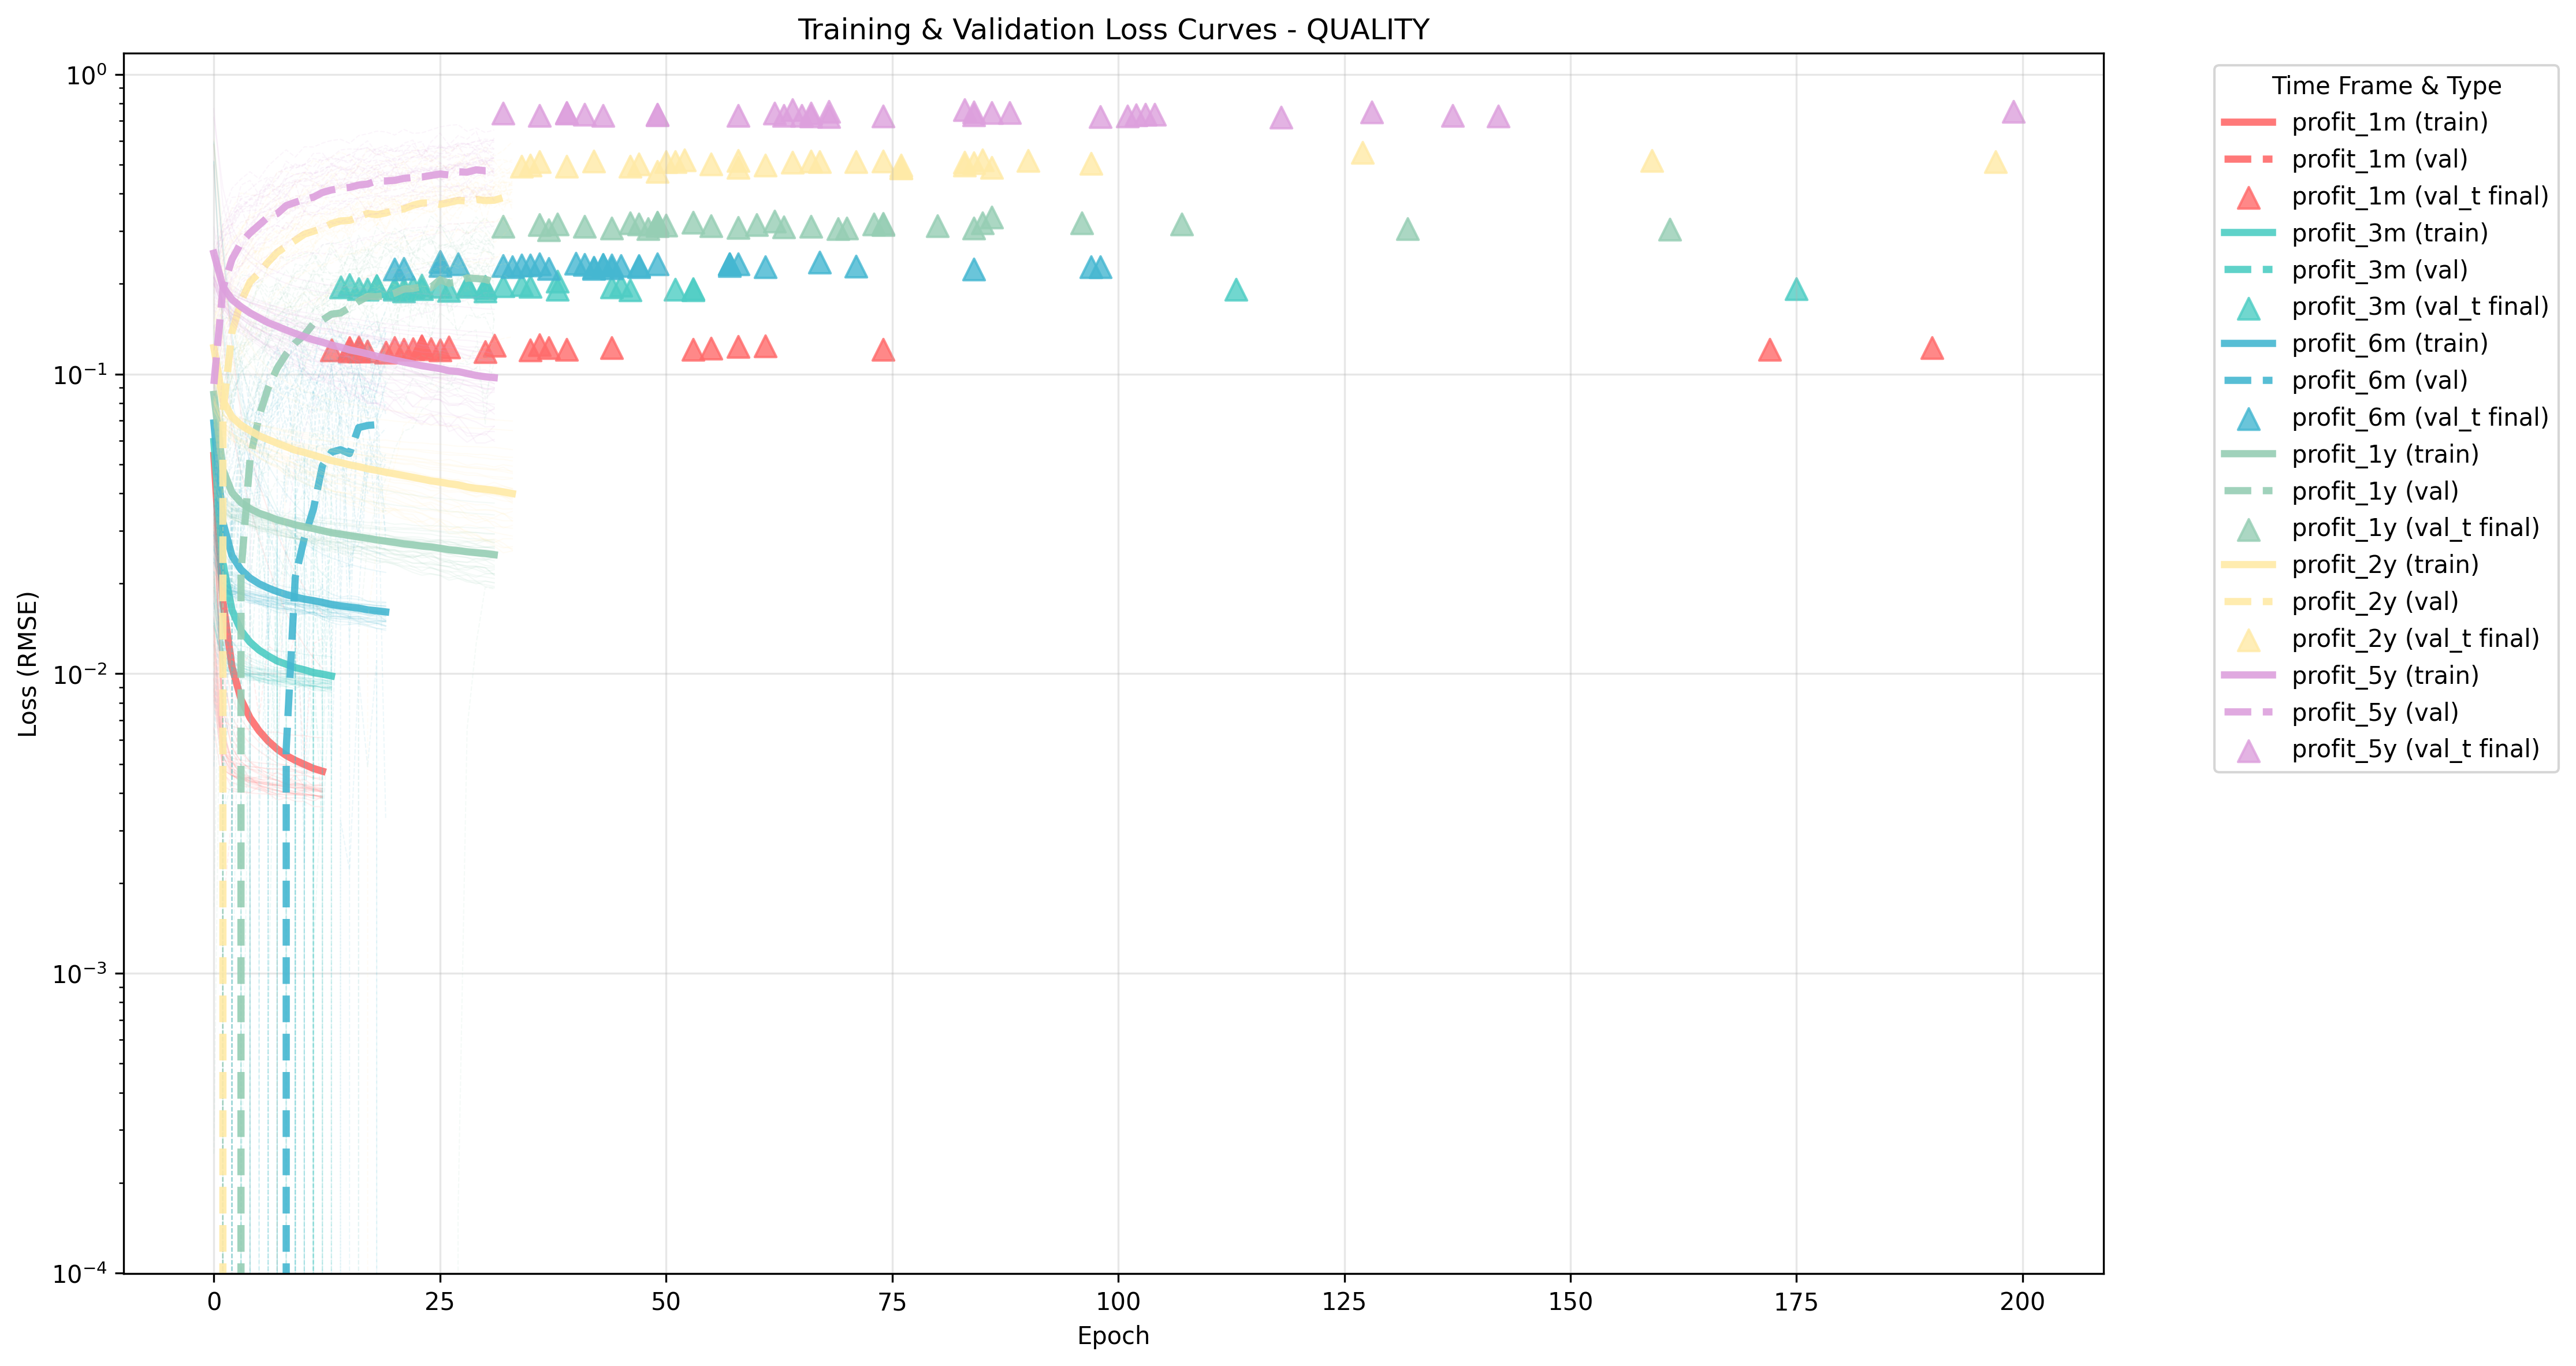 Training & Validation Loss Curves - QUALITY
Loss (RMSE)
10⁰
10⁻¹
10⁻²
10⁻³
10⁻⁴
0 25 50 75 100 125 150 175 200
Epoch
Time Frame & Type
profit_1m (train)
profit_1m (val)
profit_1m (val_t final)
profit_3m (train)
profit_3m (val)
profit_3m (val_t final)
profit_6m (train)
profit_6m (val)
profit_6m (val_t final)
profit_1y (train)
profit_1y (val)
profit_1y (val_t final)
profit_2y (train)
profit_2y (val)
profit_2y (val_t final)
profit_5y (train)
profit_5y (val)
profit_5y (val_t final)